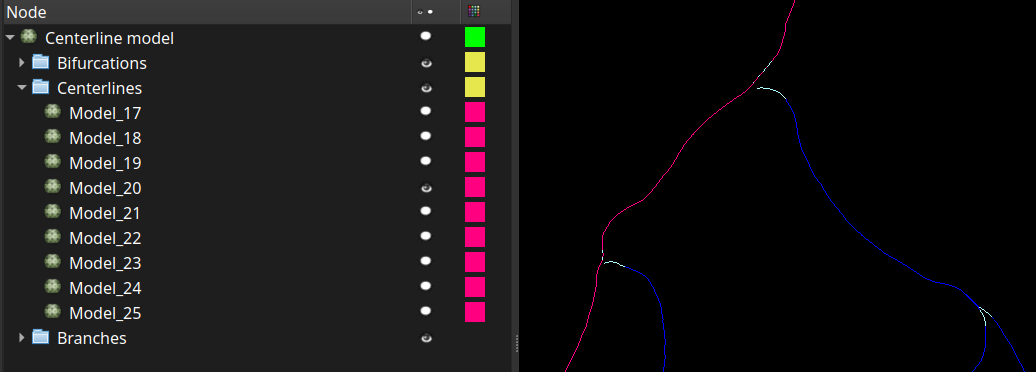 Node
Centerline model
Bifurcations
Centerlines
Model_17
Model_18
Model_19
Model_20
Model_21
Model_22
Model_23
Model_24
Model_25
Branches